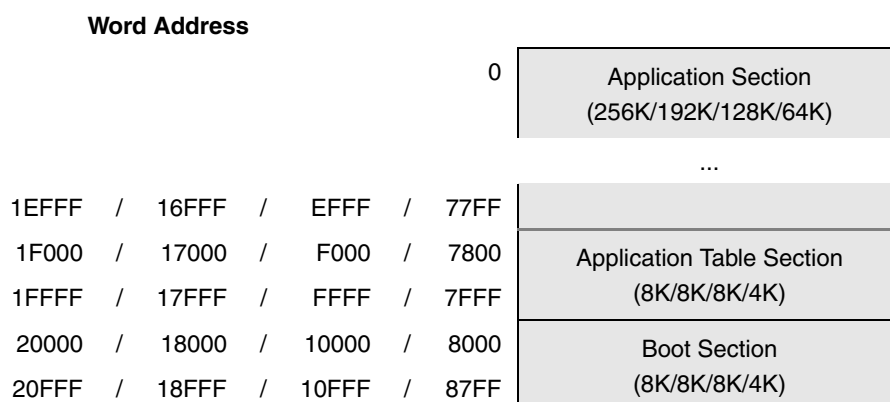 Word Address
0
Application Section
(256K/192K/128K/64K)
...
1EFFF / 16FFF / EFFF / 77FF
1F000 / 17000 / F000 / 7800
Application Table Section
1FFFF / 17FFF / FFFF / 7FFF
(8K/8K/8K/4K)
20000 / 18000 / 10000 / 8000
Boot Section
20FFF / 18FFF / 10FFF / 87FF
(8K/8K/8K/4K)